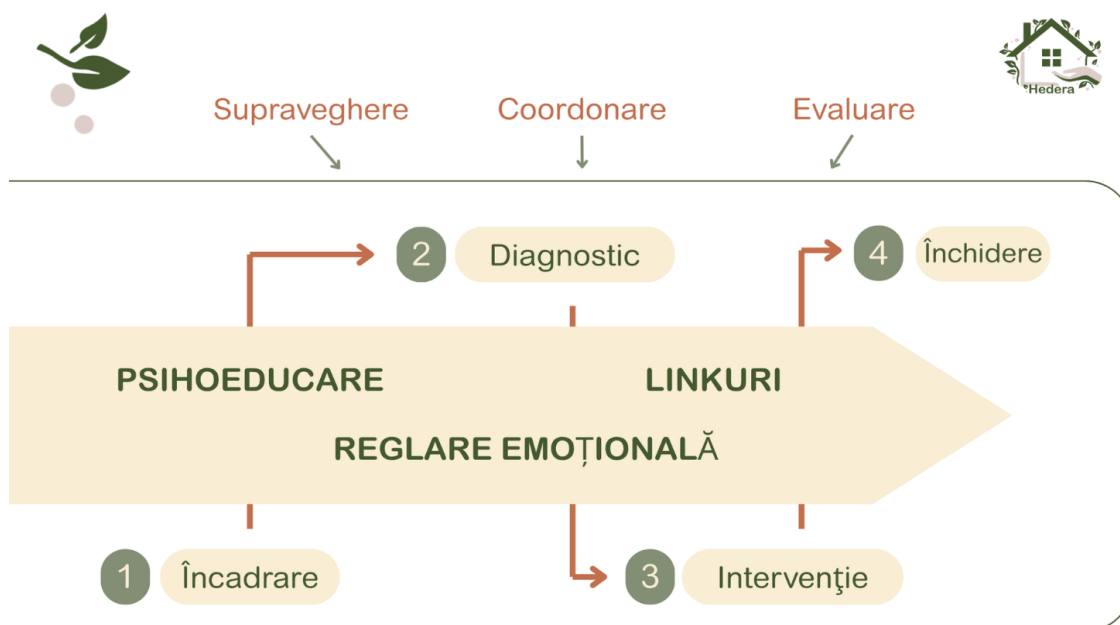 Hedera
Supraveghere Coordonare Evaluare
2 Diagnostic 4 Închidere
PSIHOEDUCARE LINKURI
REGLARE EMOȚIONALĂ
1 Încadrare 3 Intervenţie